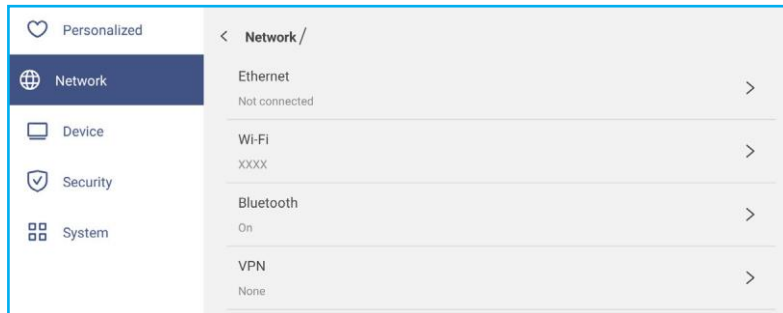 Personalized
Network
Device
Security
System
Network/
Ethernet
Not connected
Wi-Fi
XXXX
Bluetooth
On
VPN
None